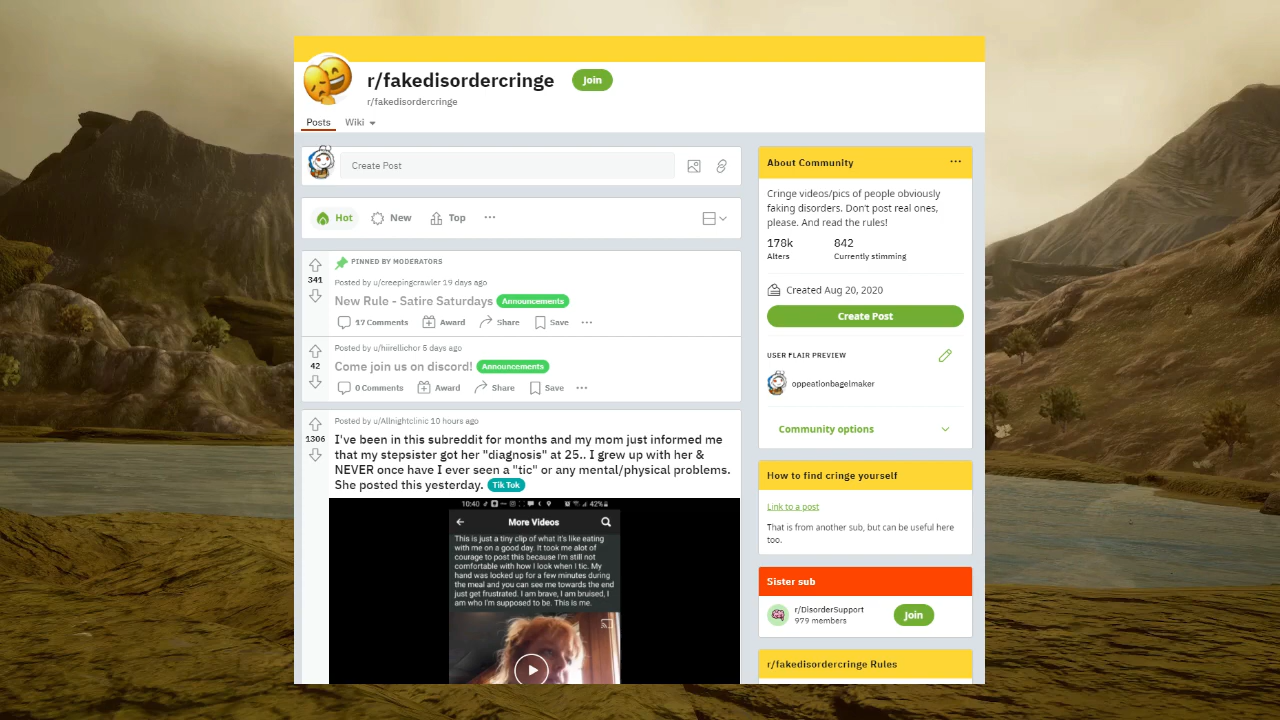 r/fakedisordercringe
Join
r/fakedisordercringe
Posts
Wiki
Create Post
Hot
New
Top
PINNED BY MODERATORS
341
Posted by u/creepingcrawler 19 days ago
New Rule - Satire Saturdays Announcements
17 Comments Award Share Save
42
Posted by u/hiirellichor 5 days ago
Come join us on discord! Announcements
0 Comments Award Share Save
1306
Posted by u/Allnightclinic 10 hours ago
I've been in this subreddit for months and my mom just informed me
that my stepsister got her "diagnosis" at 25.. I grew up with her &
NEVER once have I ever seen a "tic" or any mental/physical problems.
She posted this yesterday. Tik Tok
10:40 42%
More Videos
This is just a tiny clip of what it's like eating
with me on a good day. It took me alot of
courage to post this because I'm still not
comfortable with how I look when I tic. My
hand was locked up for a few minutes during
the meal and you can see me towards the end
just get frustrated. I am brave, I am bruised, I
am who I'm supposed to be. This is me.
About Community
Cringe videos/pics of people obviously
faking disorders. Don't post real ones,
please. And read the rules!
178k 842
Alters Currently stimming
Created Aug 20, 2020
Create Post
USER FLAIR PREVIEW
oppeationbagelmaker
Community options
How to find cringe yourself
Link to a post
That is from another sub, but can be useful here
too.
Sister sub
r/DisorderSupport
979 members
Join
r/fakedisordercringe Rules